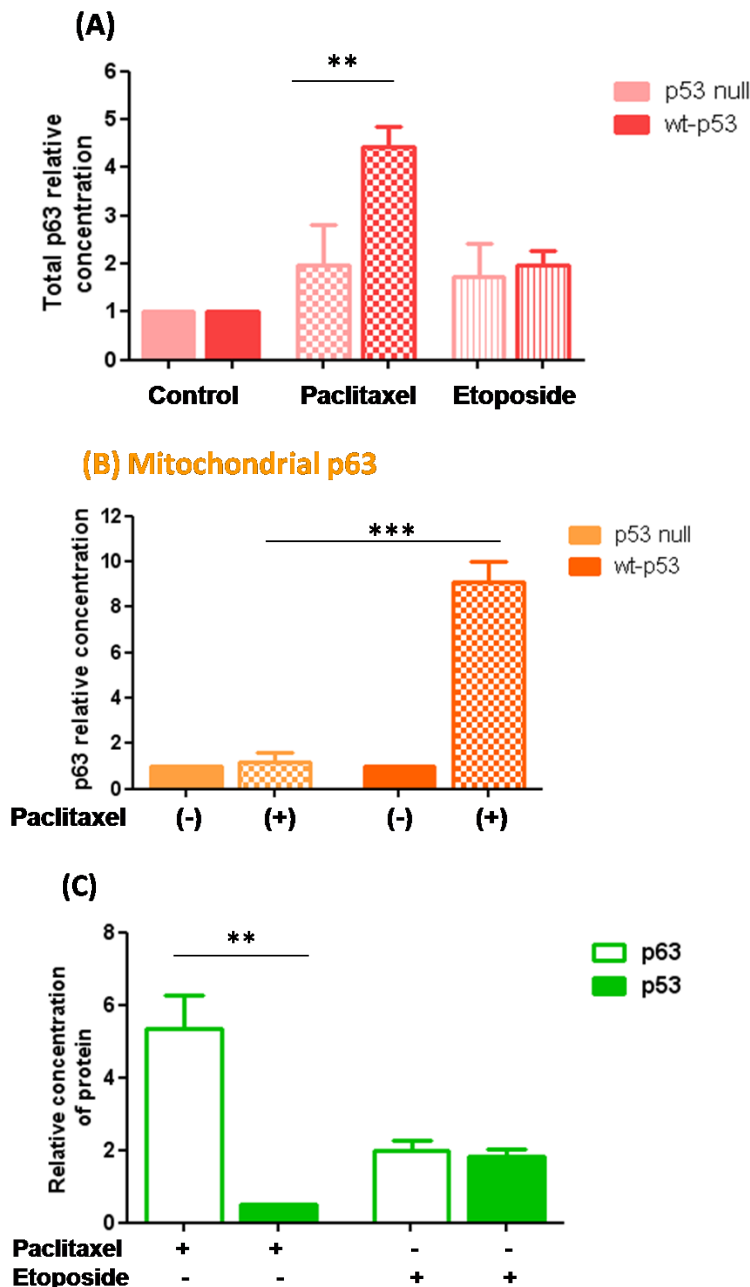 (A)
**
6
5
4
3
2
1
0
Total p63 relative
concentration
p53 null
wt-p53
Control Paclitaxel Etoposide
(B) Mitochondrial p63
***
12
10
8
6
4
2
0
p63 relative concentration
p53 null
wt-p53
Paclitaxel (-) (+) (-) (+)
(C)
**
8
6
4
2
0
Relative concentration
of protein
p63
p53
Paclitaxel + + - -
Etoposide - - + +